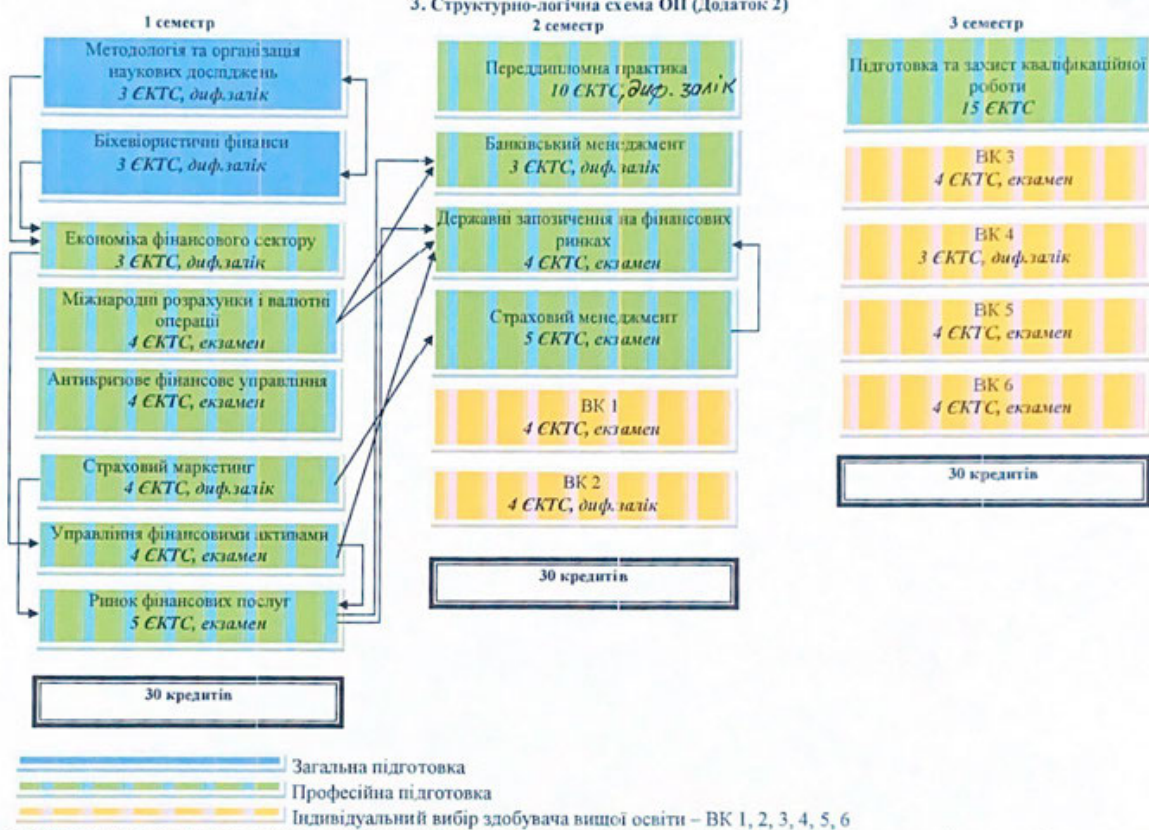 3. Структурно-логічна схема ОП (Додаток 2)
1 семестр
Методологія та організація
наукових досліджень
3 ЄКТС, диф.залік
Біхевіористичні фінанси
3 ЄКТС, диф.залік
Економіка фінансового сектору
3 ЄКТС, диф.залік
Міжнародні розрахунки і валютні
операції
4 ЄКТС, екзамен
Антикризове фінансове управління
4 ЄКТС, екзамен
Страховий маркетинг
4 ЄКТС, диф.залік
Управління фінансовими активами
4 ЄКТС, екзамен
Ринок фінансових послуг
5 ЄКТС, екзамен
30 кредитів
2 семестр
Переддипломна практика
10 ЄКТС, диф. залік
Банківський менеджмент
3 ЄКТС, диф.залік
Державні запозичення на фінансових
ринках
4 ЄКТС, екзамен
Страховий менеджмент
5 ЄКТС, екзамен
ВК 1
4 ЄКТС, екзамен
ВК 2
4 ЄКТС, диф.залік
30 кредитів
3 семестр
Підготовка та захист кваліфікаційної
роботи
15 ЄКТС
ВК 3
4 ЄКТС, екзамен
ВК 4
3 ЄКТС, диф.залік
ВК 5
4 ЄКТС, екзамен
ВК 6
4 ЄКТС, екзамен
30 кредитів
Загальна підготовка
Професійна підготовка
Індивідуальний вибір здобувача вищої освіти – ВК 1, 2, 3, 4, 5, 6